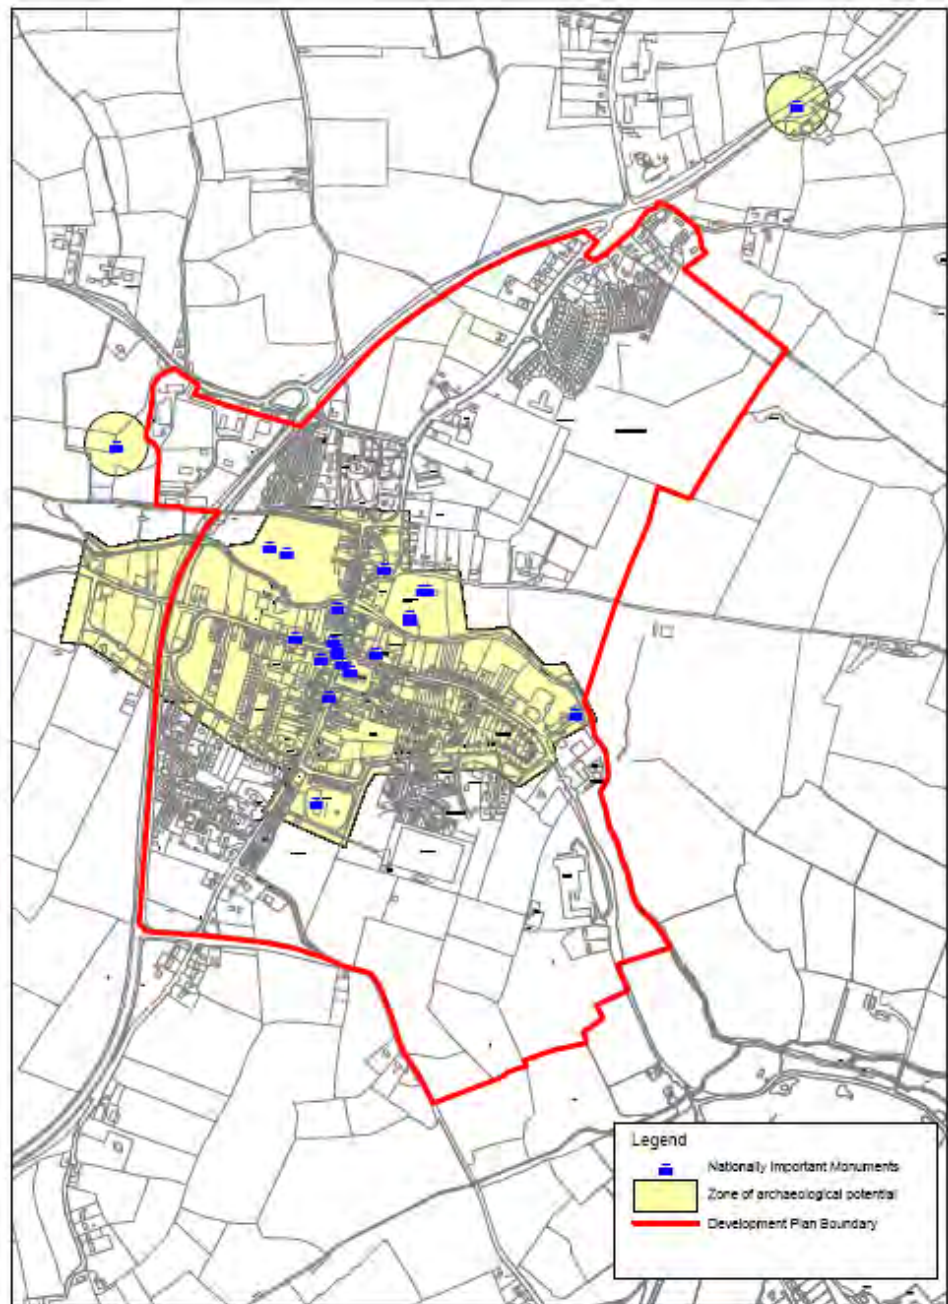 Legend
Nationally Important Monuments
Zone of archaeological potential
Development Plan Boundary